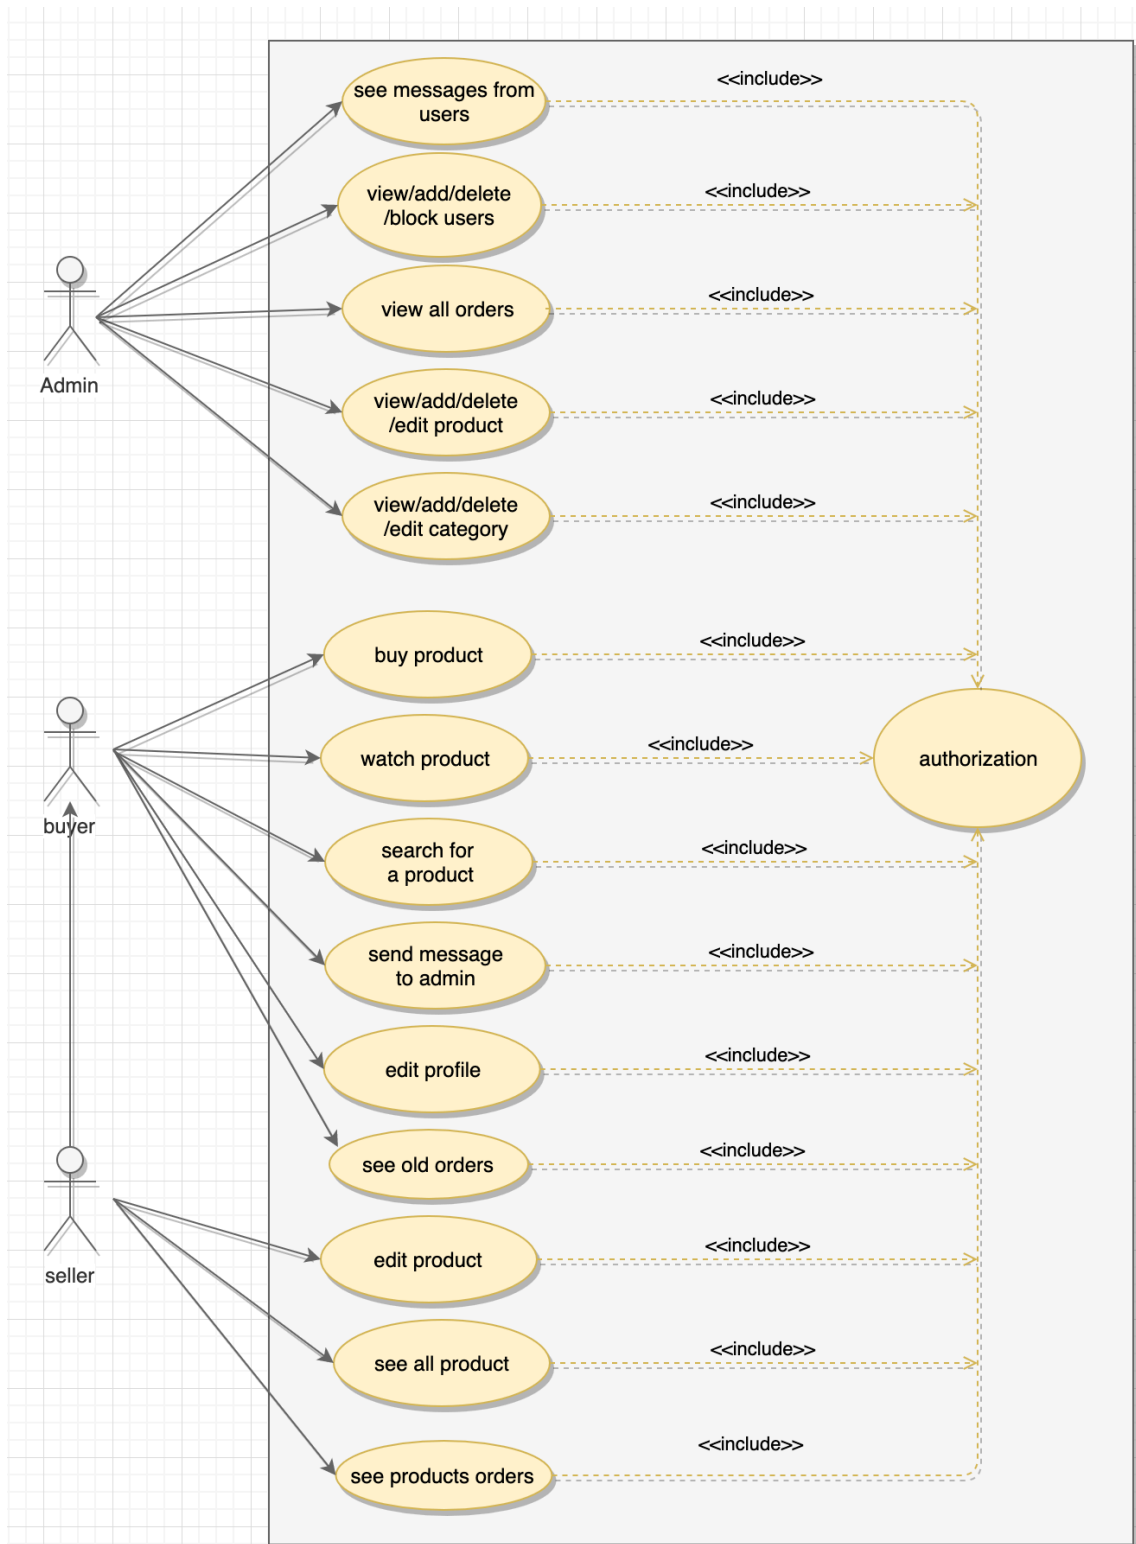 see messages from
users
<<include>>
view/add/delete
/block users
<<include>>
view all orders
<<include>>
Admin
view/add/delete
/edit product
<<include>>
view/add/delete
/edit category
<<include>>
buy product
<<include>>
watch product
<<include>>
authorization
buyer
search for
a product
<<include>>
send message
to admin
<<include>>
edit profile
<<include>>
see old orders
<<include>>
edit product
<<include>>
seller
see all product
<<include>>
see products orders
<<include>>